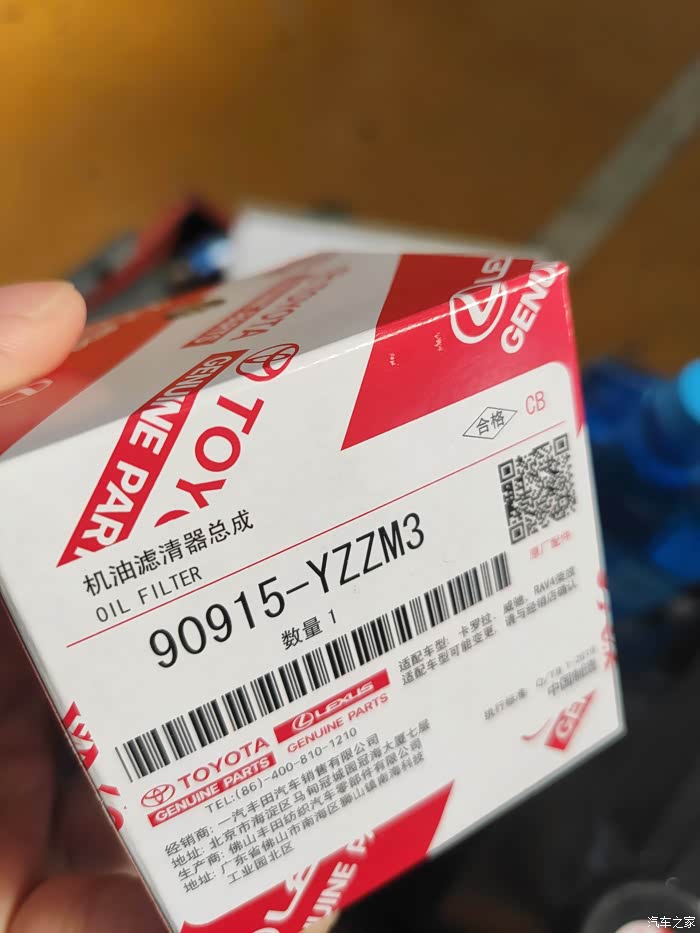 TOYOTA
GENUINE PAR
TOYO
GENU
合格
CB
机油滤清器总成
OIL FILTER
90915-YZZM3
数量 1
原厂配件
适配车型: 卡罗拉、威驰、RAV4荣放
适配车型可能变更, 请与经销店确认
中国制造
TOYOTA
GENUINE PARTS
LEXUS
GENUINE PARTS
TEL:(86)-400-810-1210
经销商: 一汽丰田汽车销售有限公司
地址: 北京市海淀区马甸冠城园冠海大厦七层
生产商: 佛山丰田纺织汽车零部件有限公司
地址: 广东省佛山市南海区狮山镇南海科技
工业园北区
GE
UINE P
汽车之家